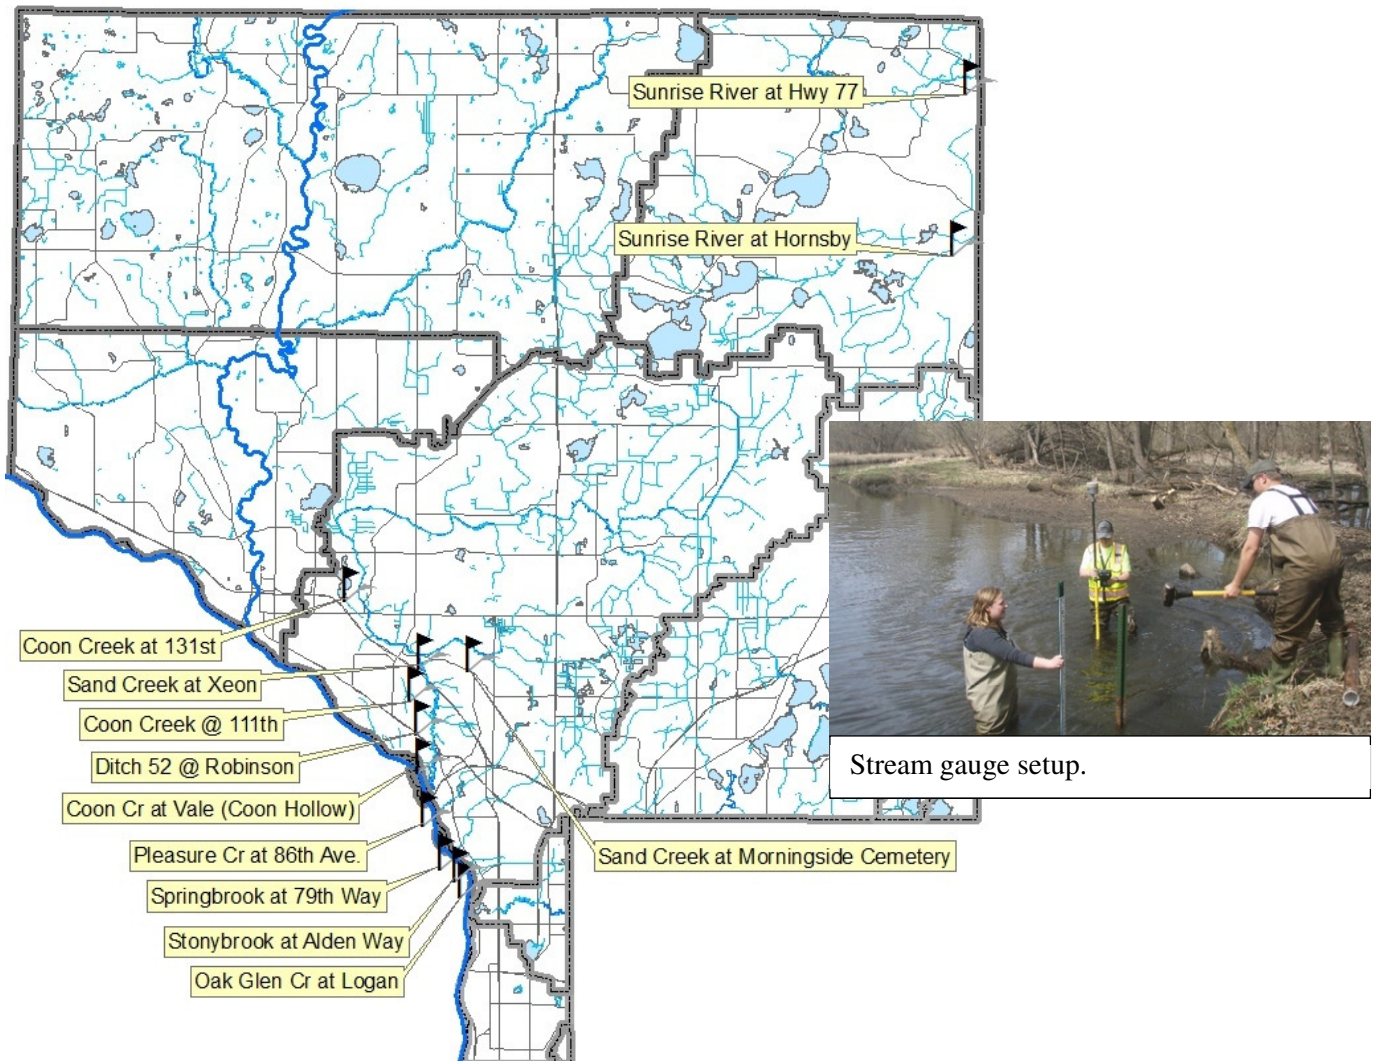 Sunrise River at Hwy 77
Sunrise River at Hornsby
Coon Creek at 131st
Sand Creek at Xeon
Coon Creek @ 111th
Ditch 52 @ Robinson
Coon Cr at Vale (Coon Hollow)
Pleasure Cr at 86th Ave.
Sand Creek at Morningside Cemetery
Springbrook at 79th Way
Stonybrook at Alden Way
Oak Glen Cr at Logan
Stream gauge setup.